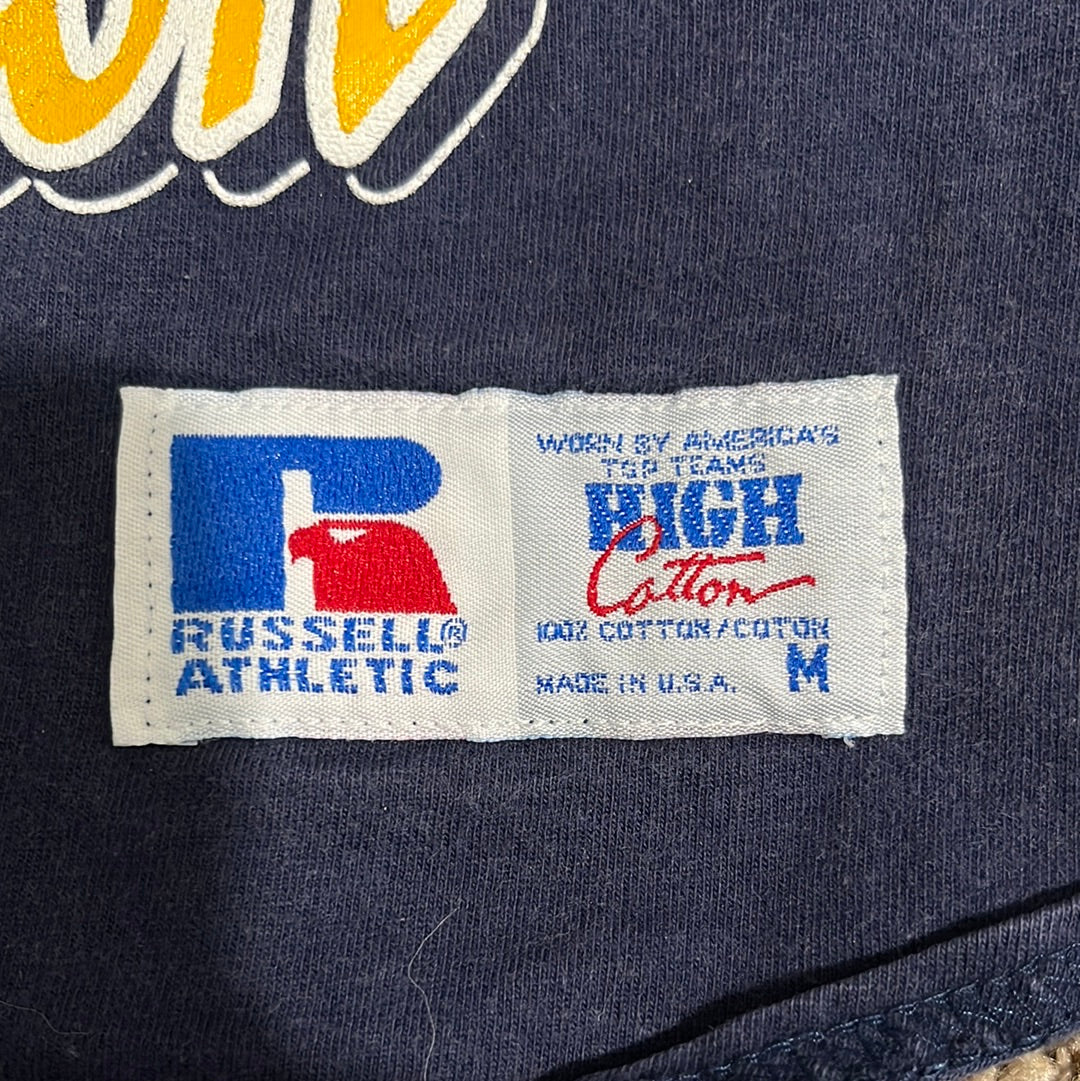 RUSSELL®
ATHLETIC
WORN BY AMERICA'S
TOP TEAMS
HIGH
Cotton
100% COTTON/COTON
MADE IN U.S.A. M